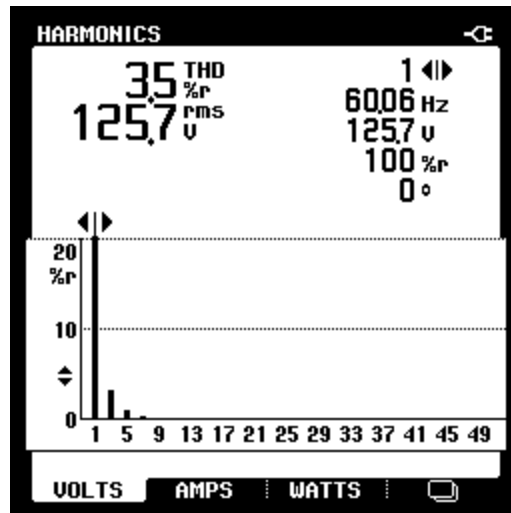 HARMONICS
3.5 THD %r
125.7 rms V
1
60.06 Hz
125.7 V
100 %r
0 °
20
%r
10
0
1 5 9 13 17 21 25 29 33 37 41 45 49
VOLTS AMPS WATTS